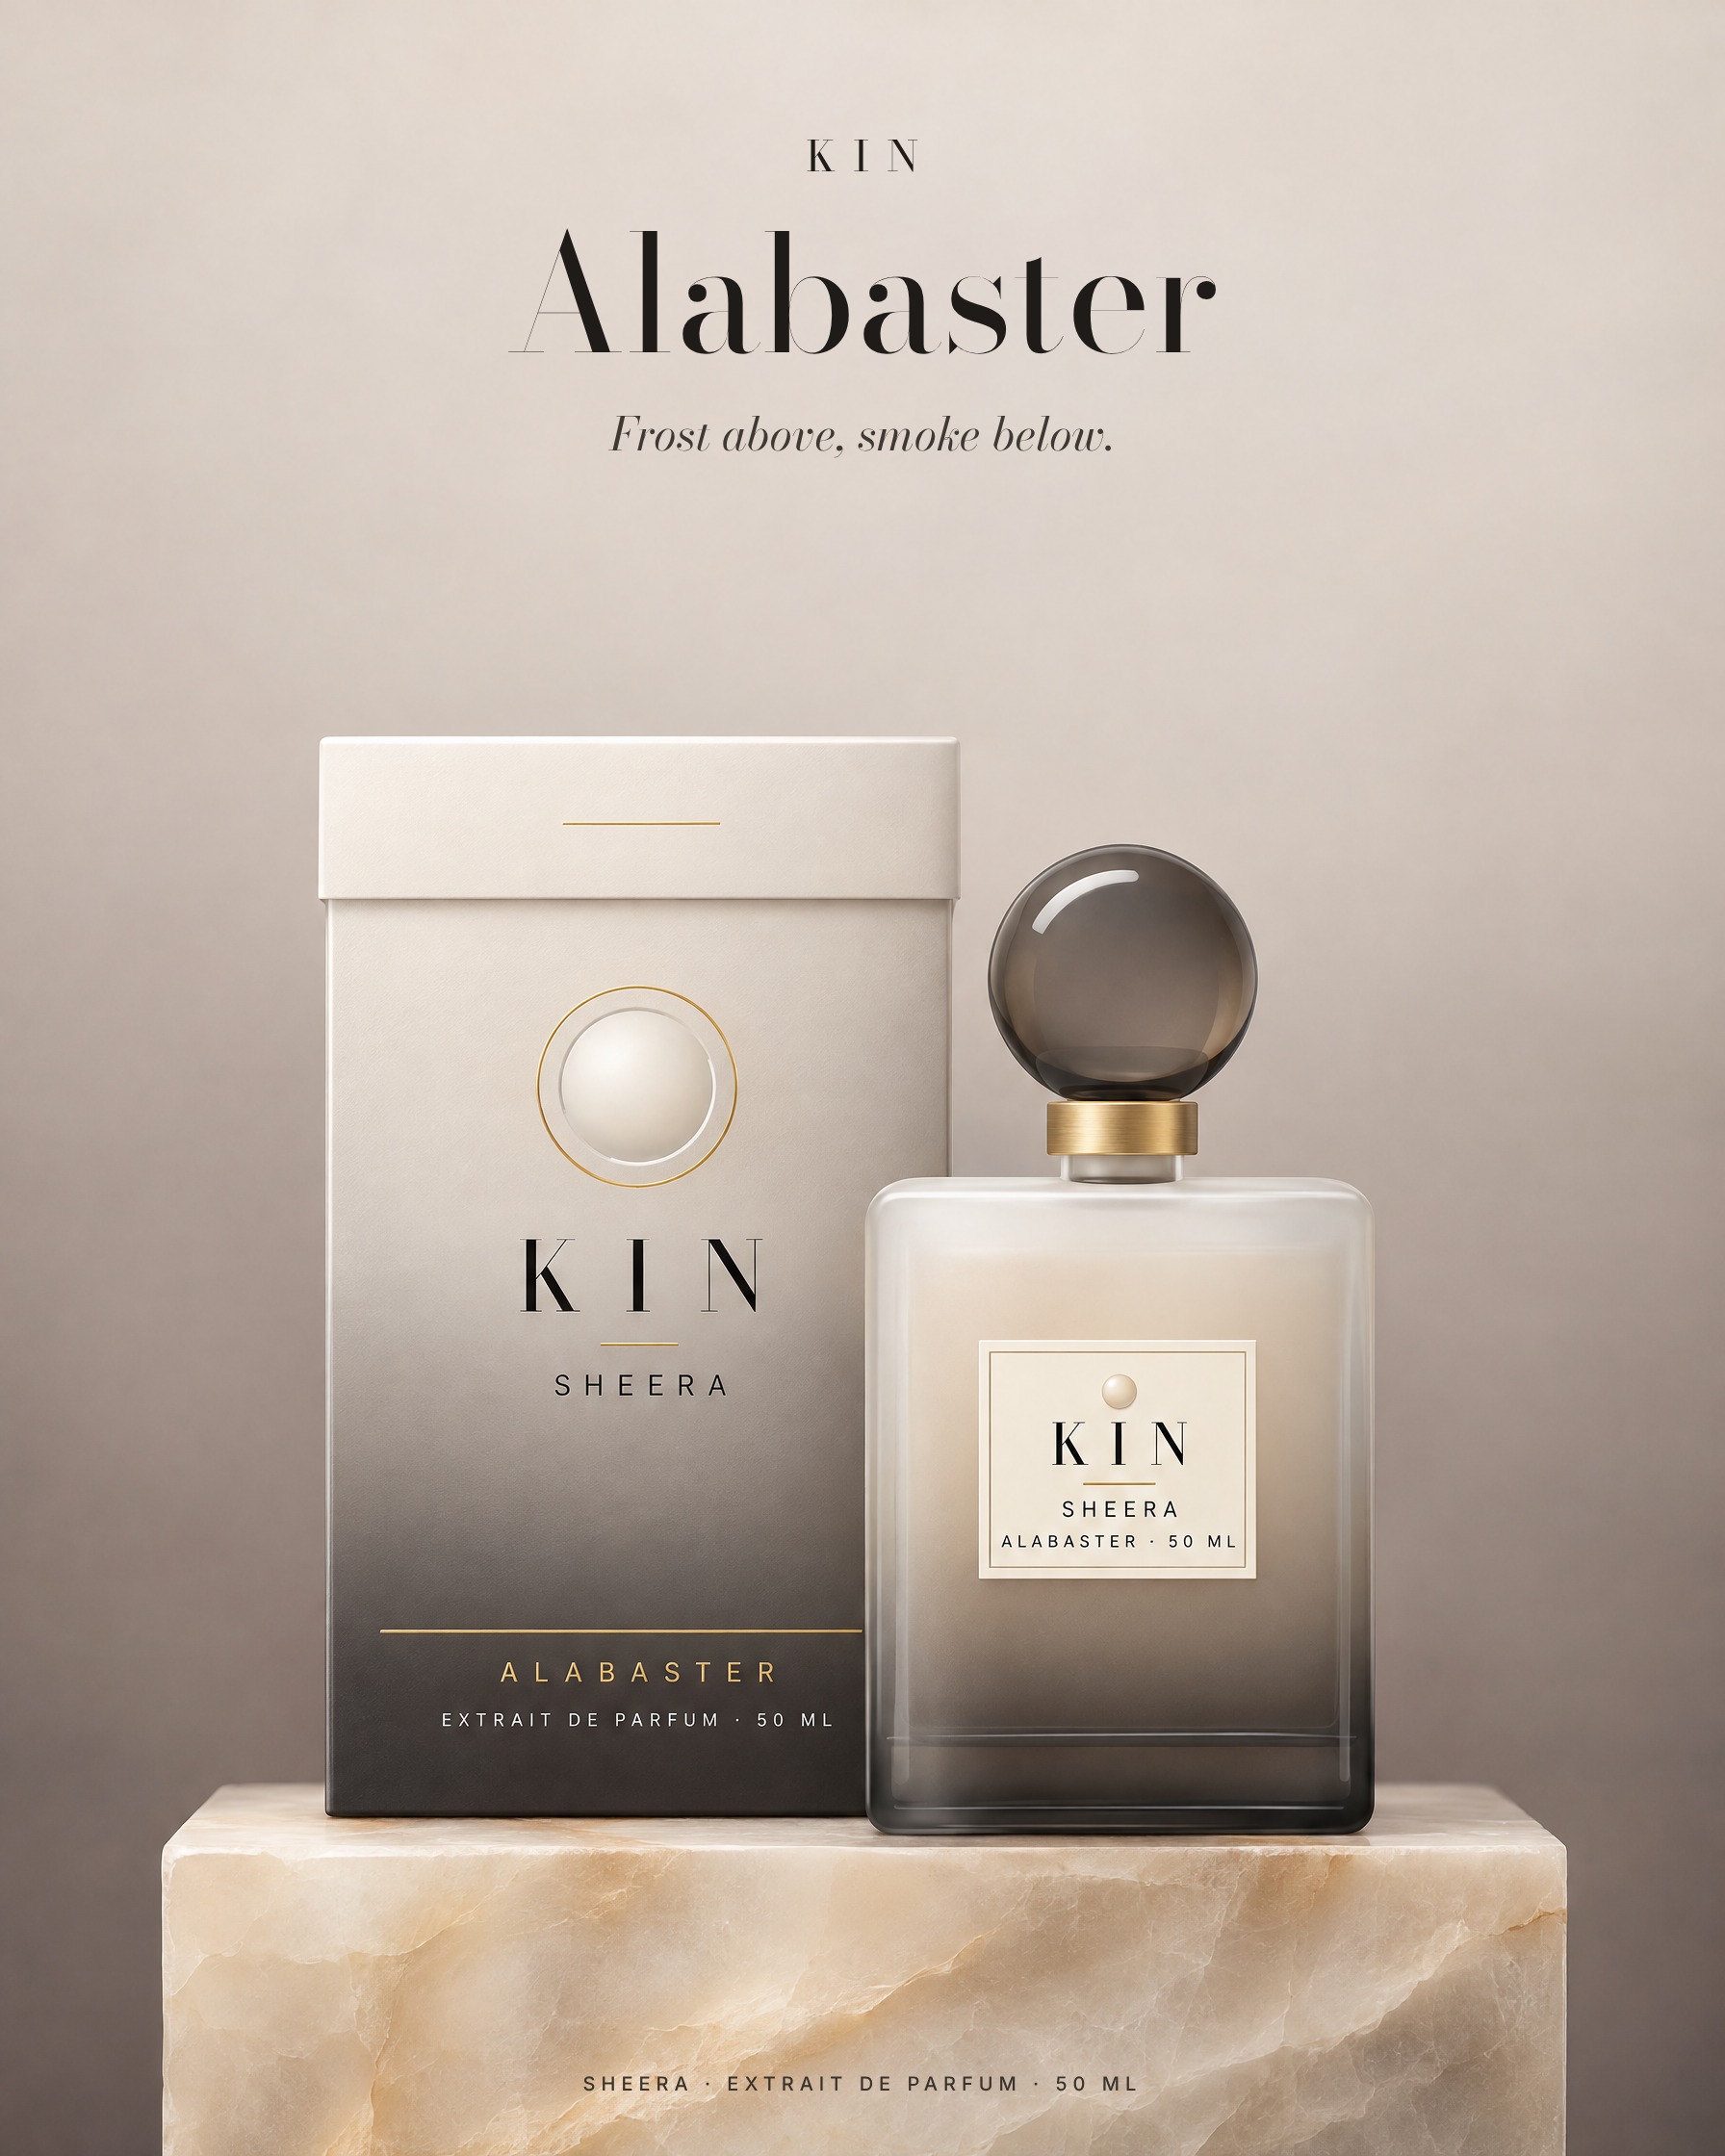 KIN
Alabaster
Frost above, smoke below.
KIN
SHEERA
ALABASTER
EXTRAIT DE PARFUM · 50 ML
KIN
SHEERA
ALABASTER · 50 ML
SHEERA · EXTRAIT DE PARFUM · 50 ML